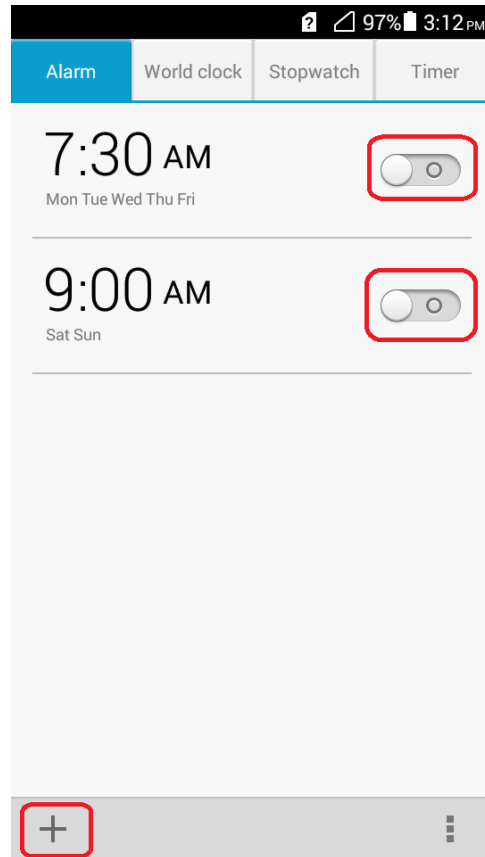 97% 3:12 PM
Alarm World clock Stopwatch Timer
7:30 AM
Mon Tue Wed Thu Fri
9:00 AM
Sat Sun